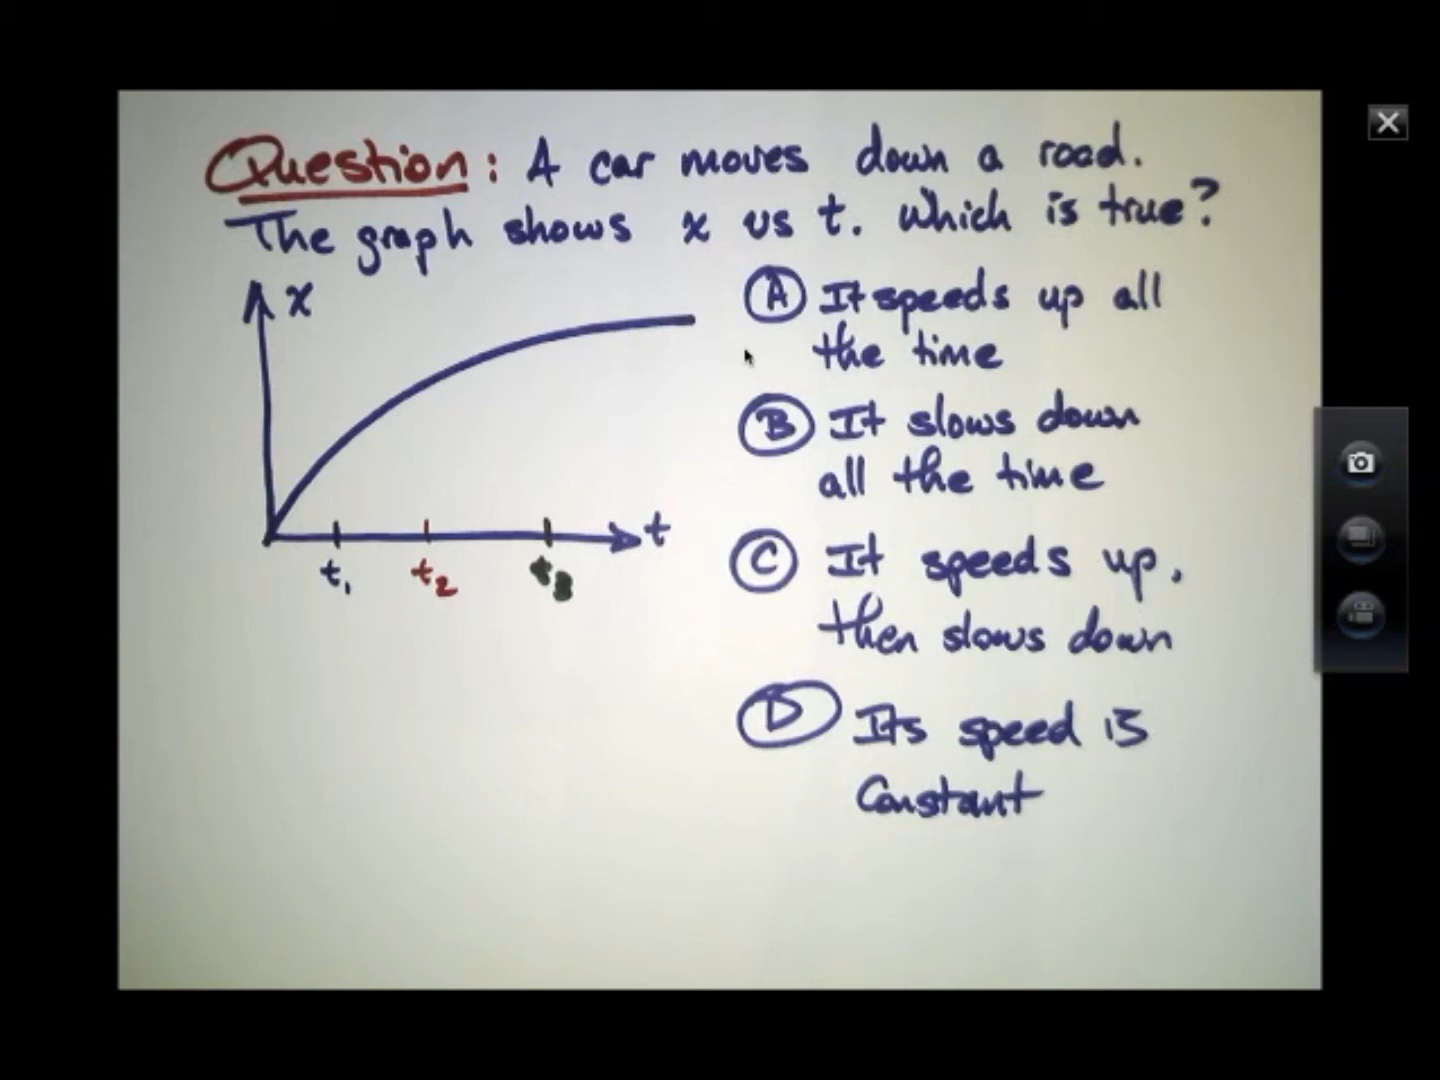 Question: A car moves down a road.
The graph shows x vs t. Which is true?
x
t
t1
t2
t3
A It speeds up all
the time
B It slows down
all the time
C It speeds up,
then slows down
D Its speed is
constant